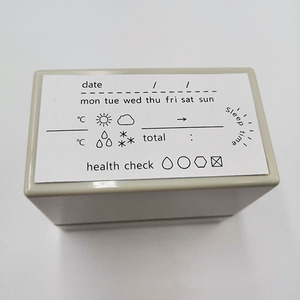 date / /
mon tue wed thu fri sat sun
℃ →
℃ total :
sleep time
health check